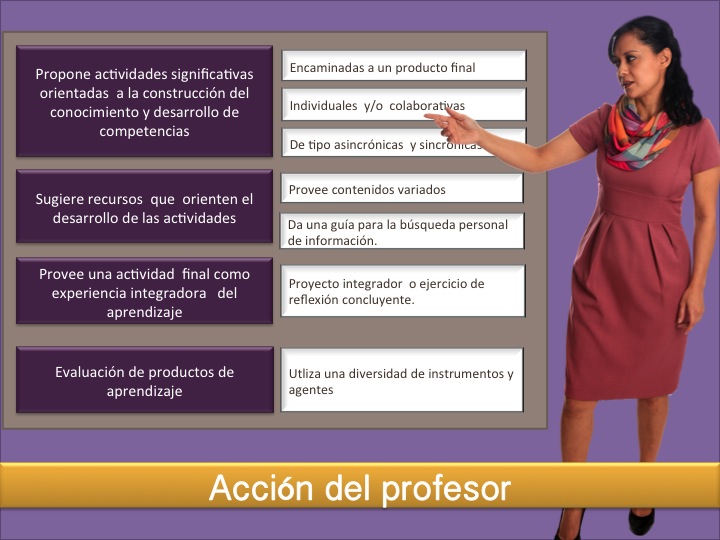 Propone actividades significativas
orientadas a la construcción del
conocimiento y desarrollo de
competencias
Encaminadas a un producto final
Individuales y/o colaborativas
De tipo asincrónicas y sincrónicas
Sugiere recursos que orienten el
desarrollo de las actividades
Provee contenidos variados
Da una guía para la búsqueda personal
de información.
Provee una actividad final como
experiencia integradora del
aprendizaje
Proyecto integrador o ejercicio de
reflexión concluyente.
Evaluación de productos de
aprendizaje
Utliza una diversidad de instrumentos y
agentes
Acción del profesor